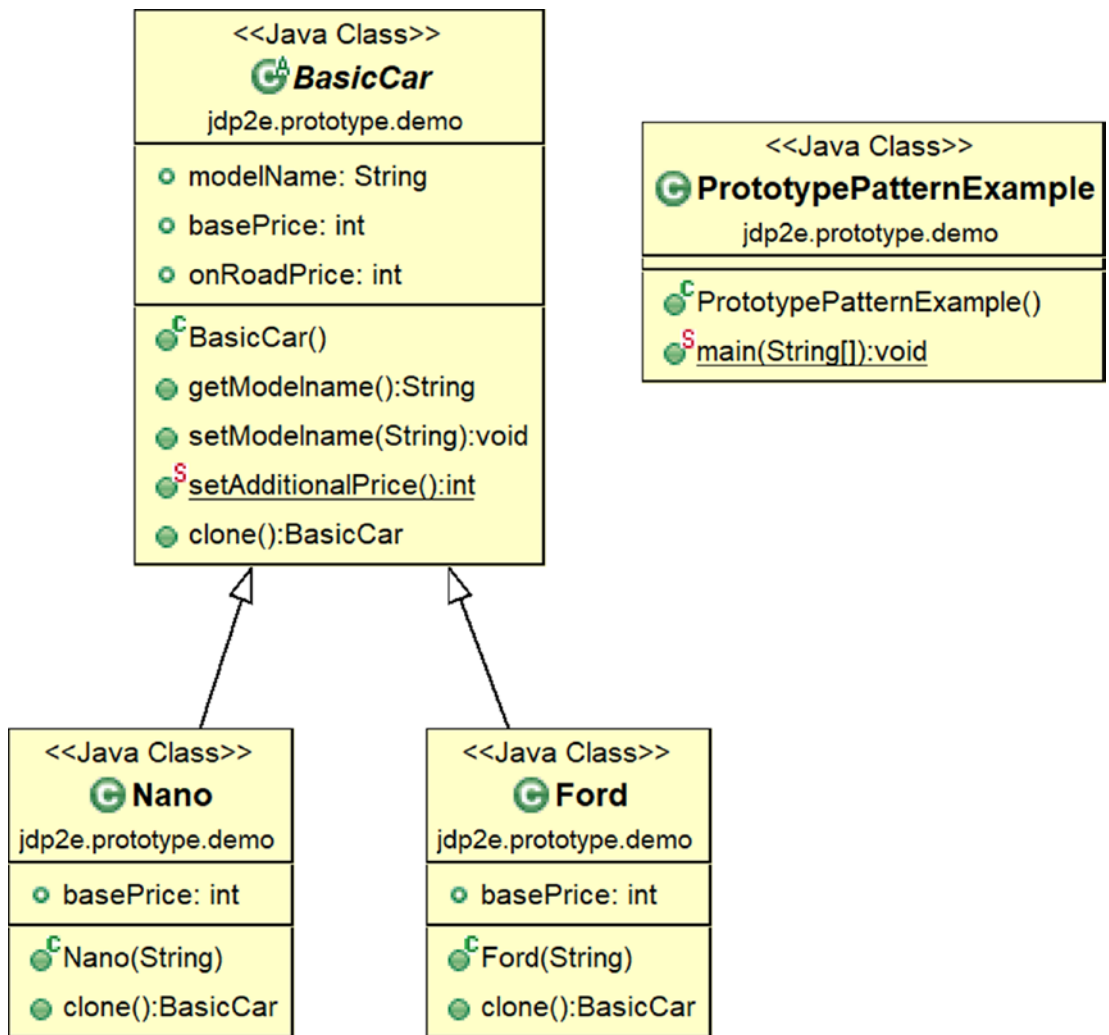 <<Java Class>>
BasicCar
jdp2e.prototype.demo
modelName: String
basePrice: int
onRoadPrice: int
BasicCar()
getModelname():String
setModelname(String):void
setAdditionalPrice():int
clone():BasicCar
<<Java Class>>
PrototypePatternExample
jdp2e.prototype.demo
PrototypePatternExample()
main(String[]):void
<<Java Class>>
Nano
jdp2e.prototype.demo
basePrice: int
Nano(String)
clone():BasicCar
<<Java Class>>
Ford
jdp2e.prototype.demo
basePrice: int
Ford(String)
clone():BasicCar